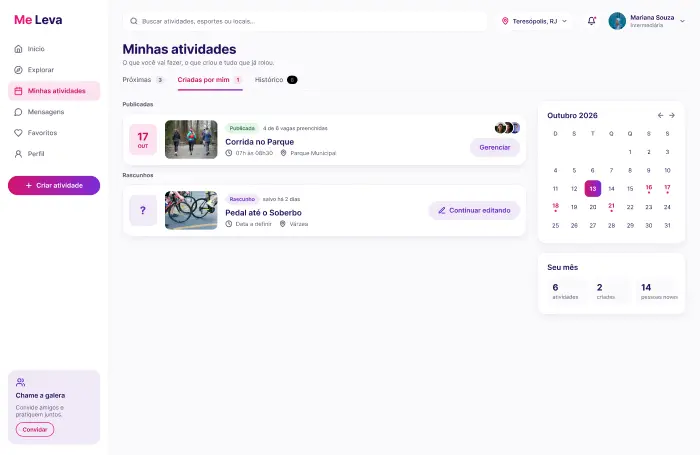 Me Leva
Buscar atividades, esportes ou locais...
Teresópolis, RJ
Mariana Souza
Intermediária
Início
Explorar
Minhas atividades
Mensagens
Favoritos
Perfil
Criar atividade
Minhas atividades
O que você vai fazer, o que criou e tudo que já rolou.
Próximas 3
Criadas por mim 1
Histórico
Publicadas
17
OUT
Publicada
4 de 6 vagas preenchidas
Corrida no Parque
07h às 08h30
Parque Municipal
Gerenciar
Rascunhos
?
Rascunho
salvo há 2 dias
Pedal até o Soberbo
Data a definir
Várzea
Continuar editando
Outubro 2026
D S T Q Q S S
1 2 3
4 5 6 7 8 9 10
11 12 13 14 15 16 17
18 19 20 21 22 23 24
25 26 27 28 29 30 31
Seu mês
6
atividades
2
criadas
14
pessoas novas
Chame a galera
Convide amigos e
pratiquem juntos.
Convidar